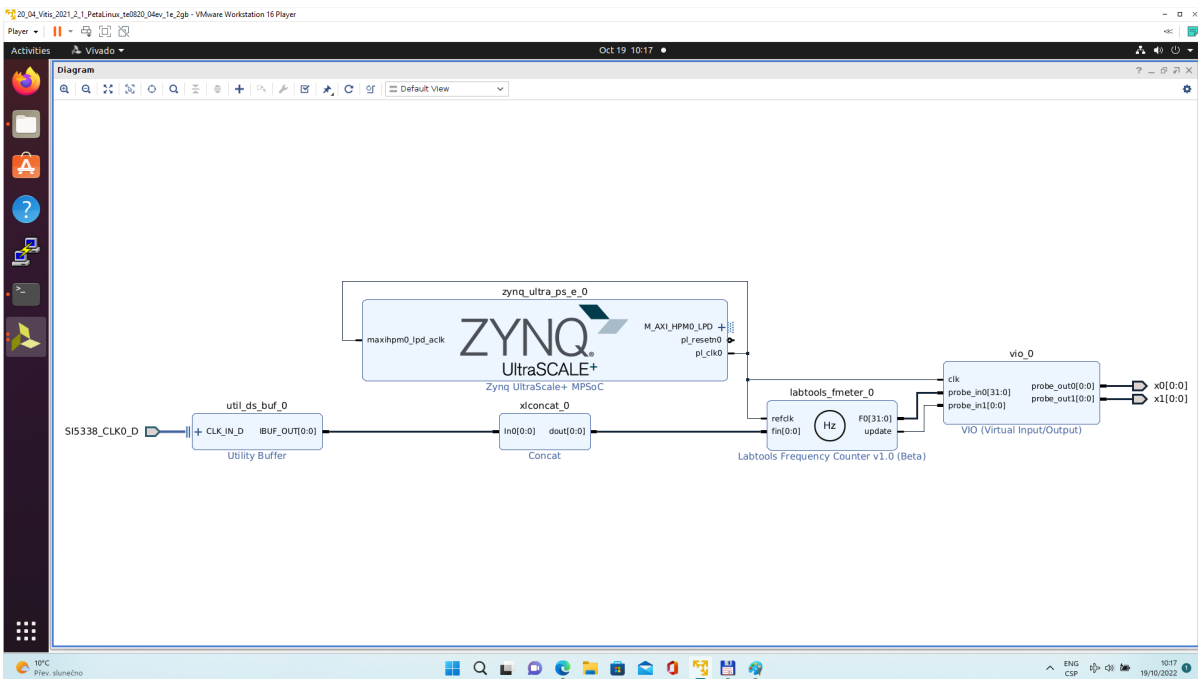 20_04_Vitis_2021_2_1_PetaLinux_te0820_04ev_1e_2gb - VMware Workstation 16 Player
Player
Activities
Vivado
Oct 19 10:17
Diagram
Default View
zynq_ultra_ps_e_0
maxihpm0_lpd_aclk
ZYNQ
UltraSCALE+
M_AXI_HPM0_LPD
pl_resetn0
pl_clk0
Zynq UltraScale+ MPSoC
vio_0
clk
probe_in0[31:0]
probe_in1[0:0]
probe_out0[0:0]
probe_out1[0:0]
x0[0:0]
x1[0:0]
VIO (Virtual Input/Output)
labtools_fmeter_0
refclk
fin[0:0]
Hz
F0[31:0]
update
Labtools Frequency Counter v1.0 (Beta)
util_ds_buf_0
SI5338_CLK0_D
CLK_IN_D
IBUF_OUT[0:0]
Utility Buffer
xlconcat_0
In0[0:0]
dout[0:0]
Concat
10°C
Přev. slunečno
ENG
CSP
10:17
19/10/2022
1